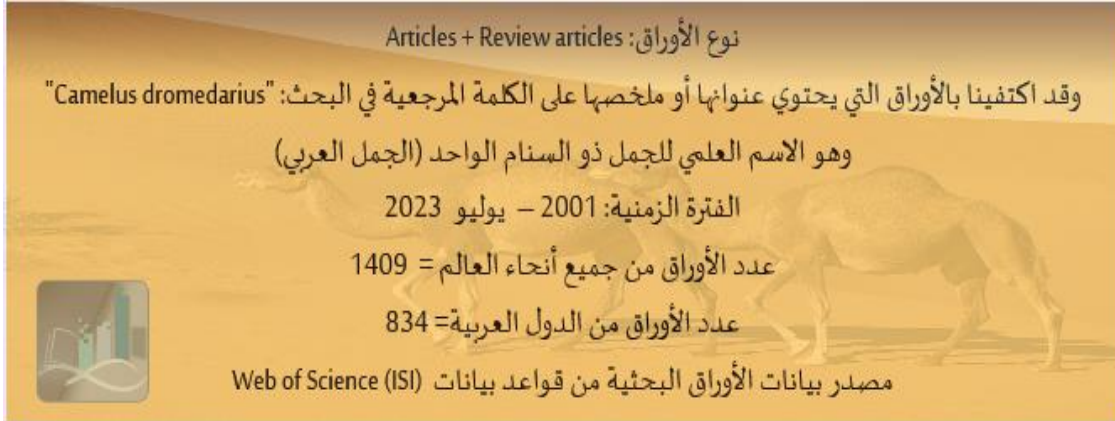 نوع الأوراق: Articles + Review articles
وقد اكتفينا بالأوراق التي يحتوي عنوانها أو ملخصها على الكلمة المرجعية في البحث: "Camelus dromedarius"
وهو الاسم العلمي للجمل ذو السنام الواحد (الجمل العربي)
الفترة الزمنية: 2001 – يوليو 2023
عدد الأوراق من جميع أنحاء العالم = 1409
عدد الأوراق من الدول العربية= 834
مصدر بيانات الأوراق البحثية من قواعد بيانات Web of Science (ISI)